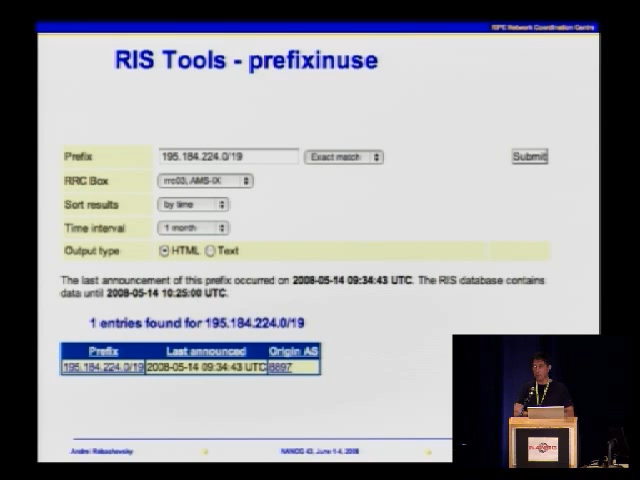 RIPE Network Coordination Centre
RIS Tools - prefixinuse
Prefix 195.184.224.0/19 Exact match Submit
RRC Box rrc03, AMS-IX
Sort results by time
Time interval 1 month
Output type HTML Text
The last announcement of this prefix occurred on 2008-05-14 09:34:43 UTC. The RIS database contains
data until 2008-05-14 10:25:00 UTC.
1 entries found for 195.184.224.0/19
Prefix Last announced Origin AS
195.184.224.0/19 2008-05-14 09:34:43 UTC 8897
NANOG 43, June 1-4, 2008